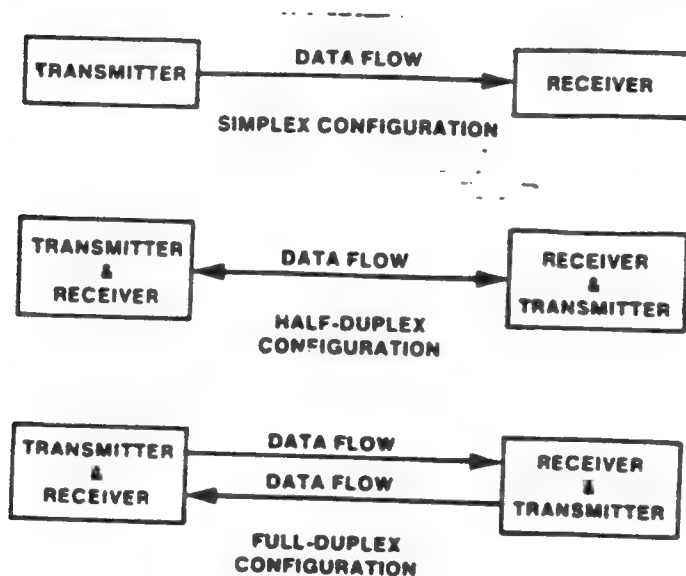 TRANSMITTER
DATA FLOW
RECEIVER
SIMPLEX CONFIGURATION
TRANSMITTER
&
RECEIVER
DATA FLOW
RECEIVER
&
TRANSMITTER
HALF-DUPLEX
CONFIGURATION
TRANSMITTER
&
RECEIVER
DATA FLOW
DATA FLOW
RECEIVER
&
TRANSMITTER
FULL-DUPLEX
CONFIGURATION